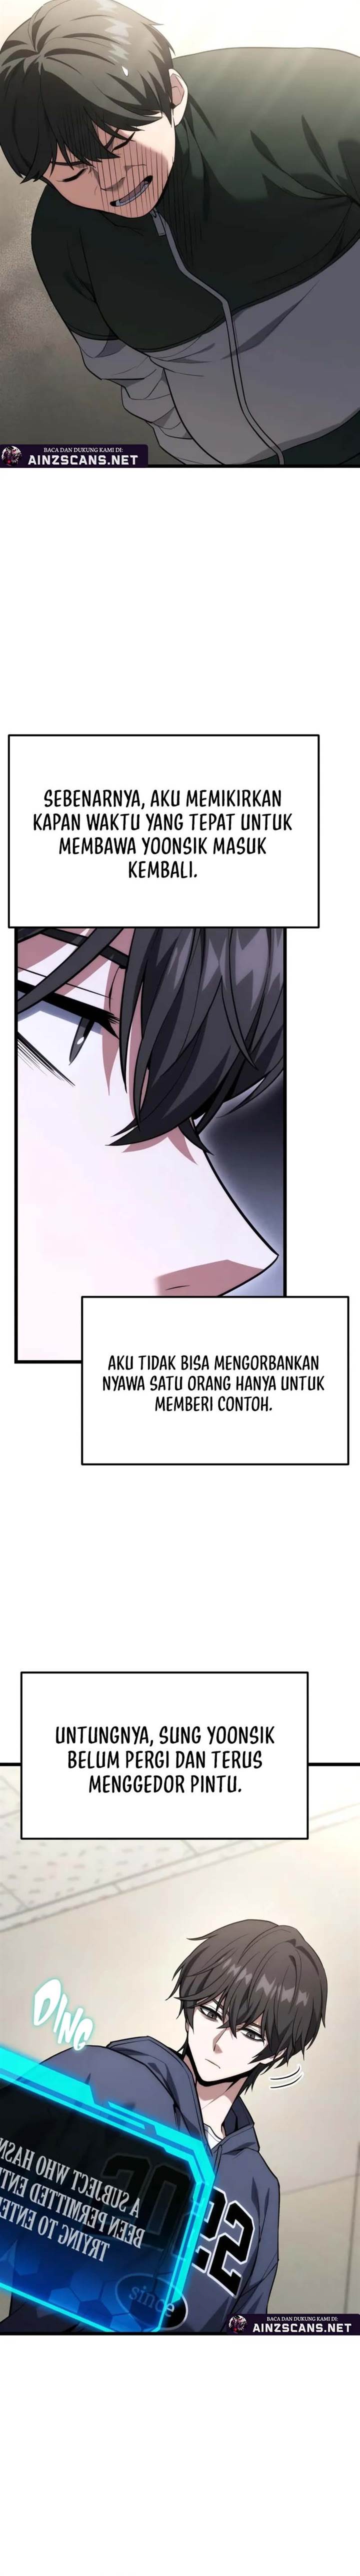 BACA DAN DUKUNG KAMI DI:
AINZSCANS.NET
SEBENARNYA, AKU MEMIKIRKAN
KAPAN WAKTU YANG TEPAT UNTUK
MEMBAWA YOONSIK MASUK
KEMBALI.
AKU TIDAK BISA MENGORBANKAN
NYAWA SATU ORANG HANYA UNTUK
MEMBERI CONTOH.
UNTUNGNYA, SUNG YOONSIK
BELUM PERGI DAN TERUS
MENGGEDOR PINTU.
DING
A SUBJECT WHO HASN
BEEN PERMITTED ENT
TRYING TO ENTE
since
BACA DAN DUKUNG KAMI DI:
AINZSCANS.NET